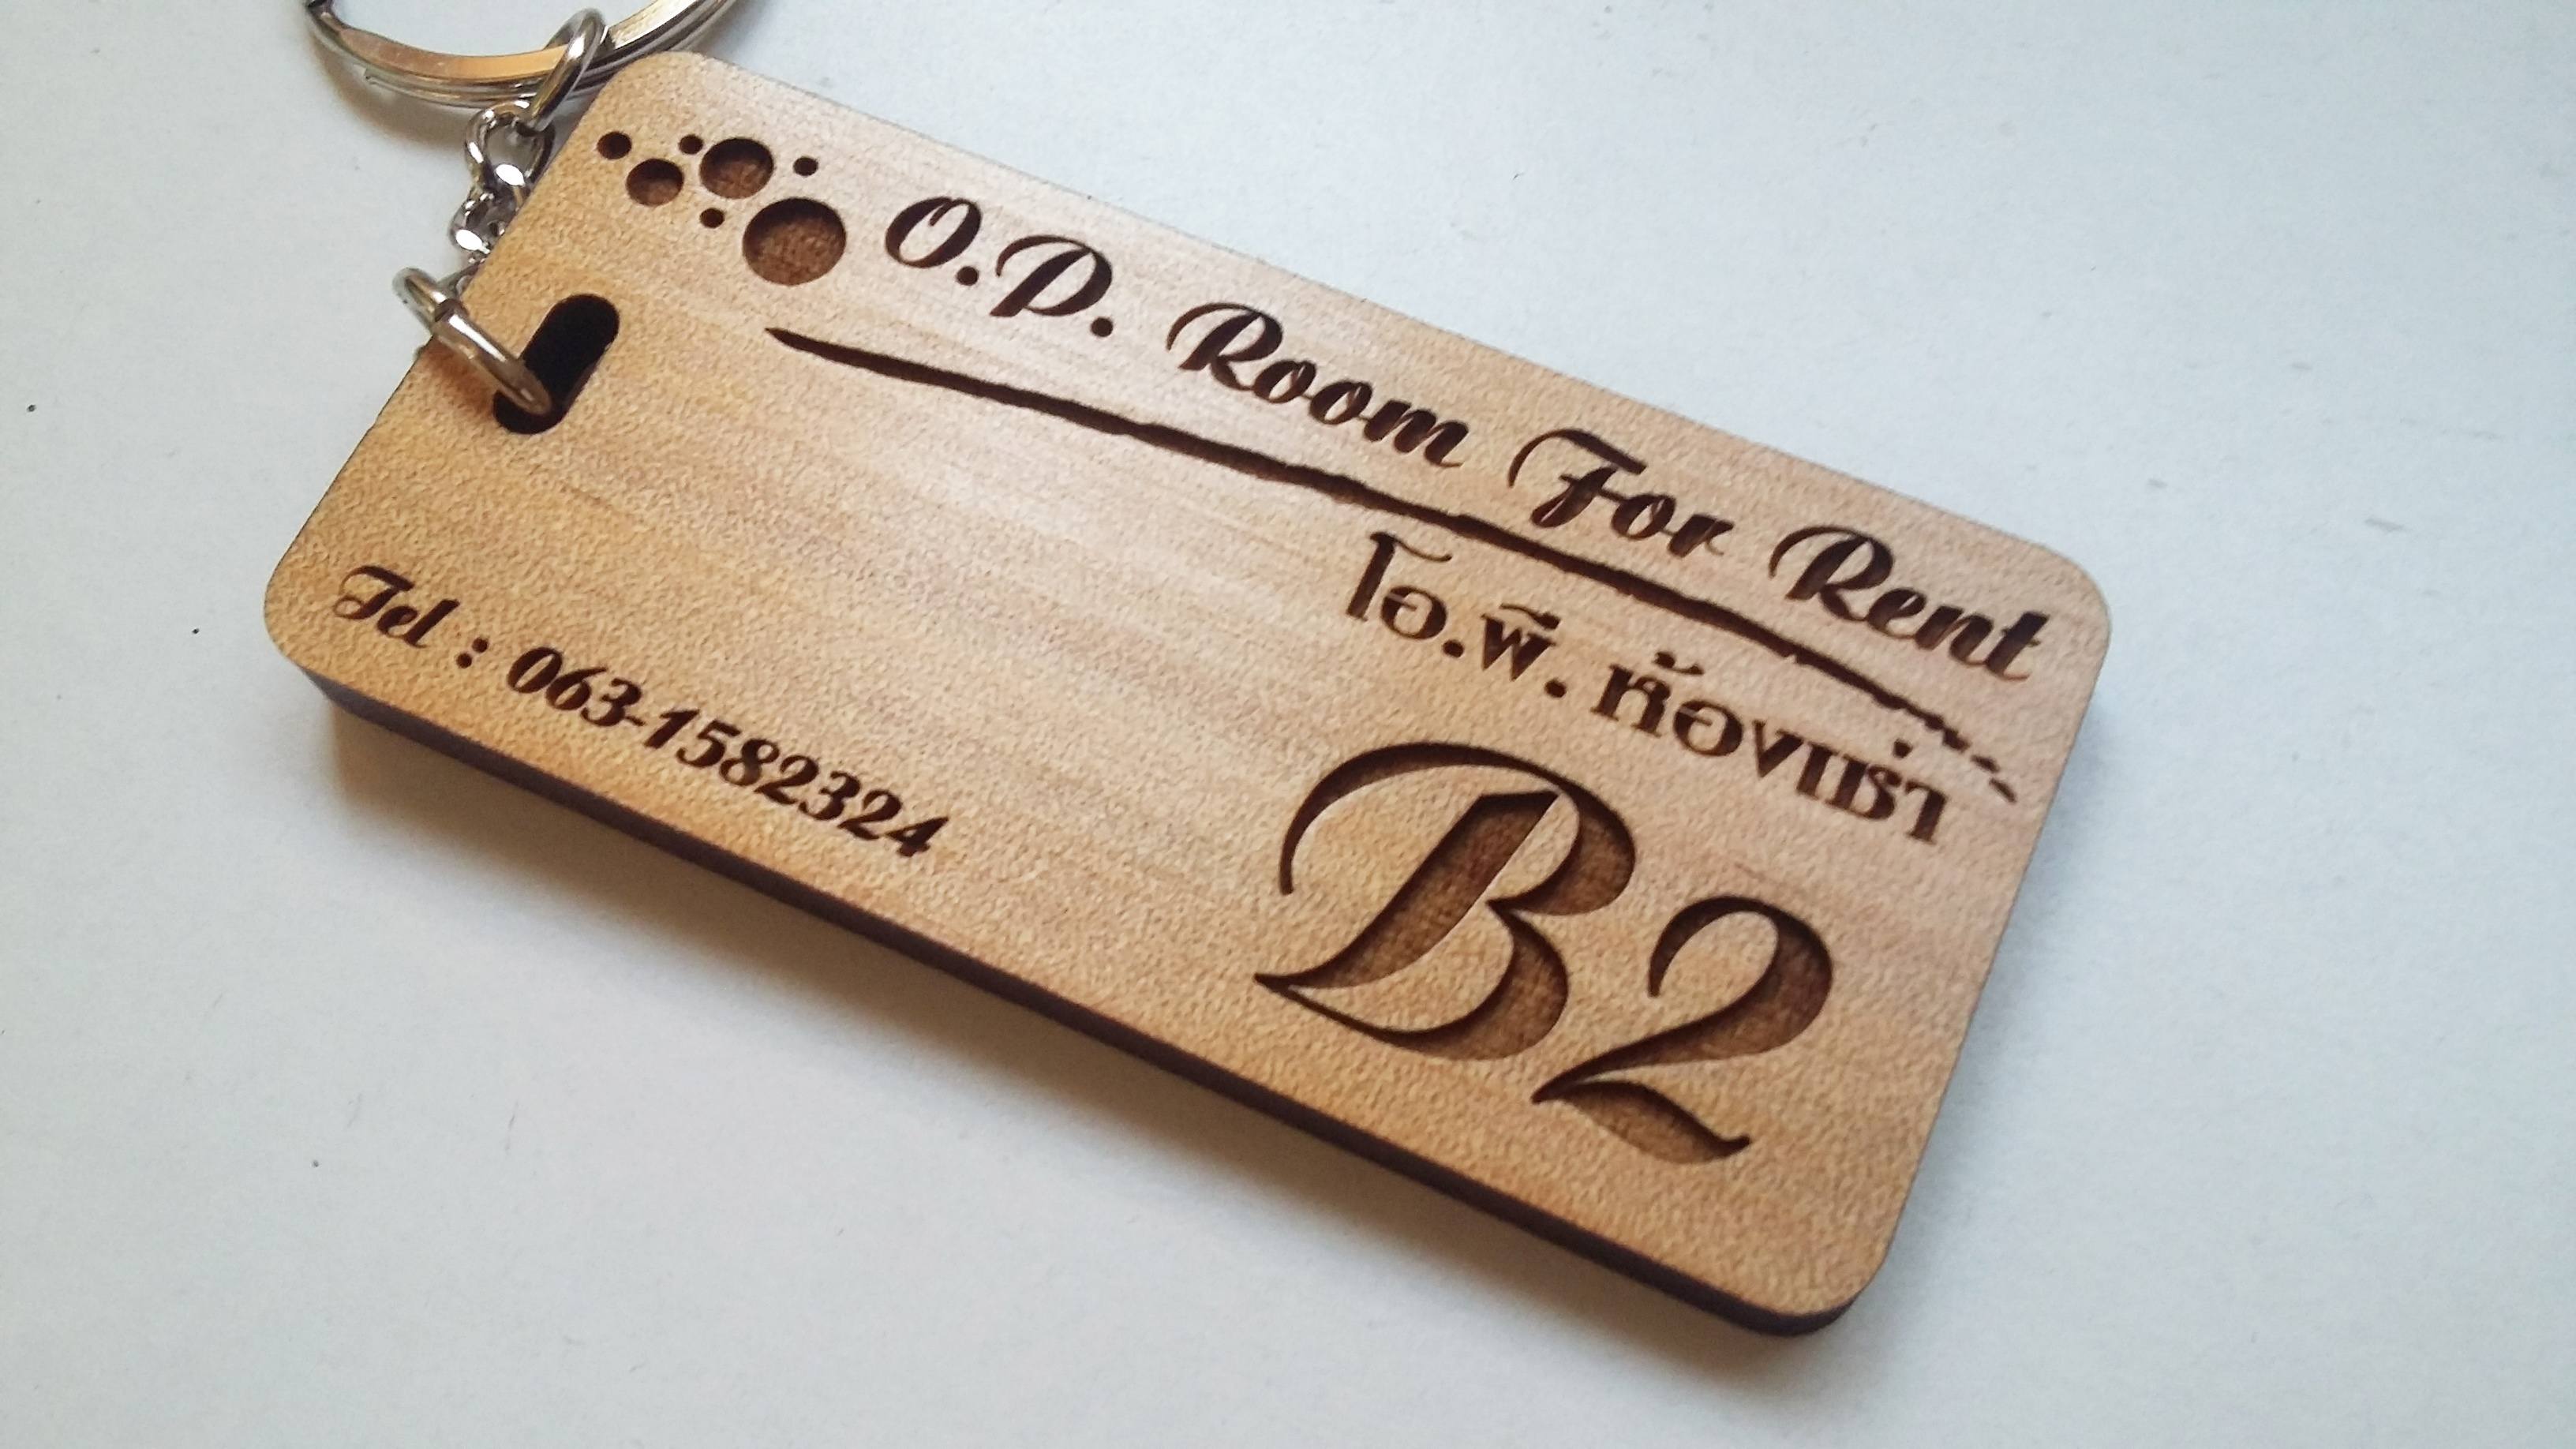 O.P. Room For Rent
โอ.พี. ห้องเช่า
B2
Tel : 063-1582324